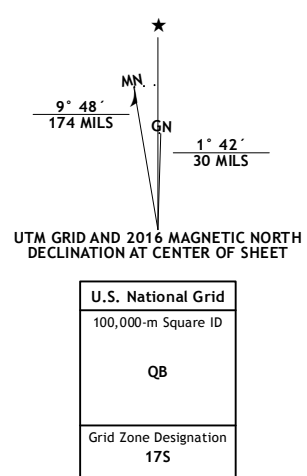 ★
MN
9° 48´
174 MILS
GN
1° 42´
30 MILS
UTM GRID AND 2016 MAGNETIC NORTH
DECLINATION AT CENTER OF SHEET
U.S. National Grid
100,000-m Square ID
QB
Grid Zone Designation
17S